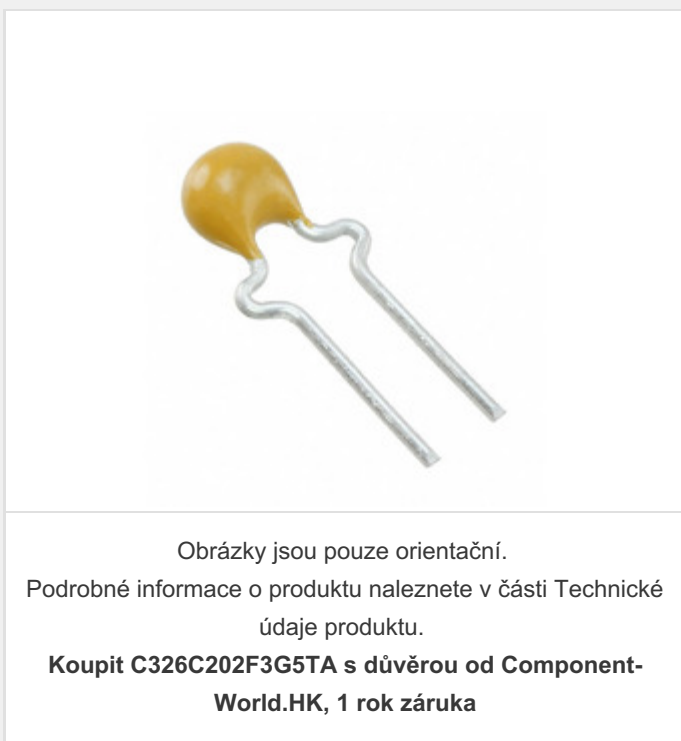 Obrázky jsou pouze orientační.
Podrobné informace o produktu naleznete v části Technické
údaje produktu.
Koupit C326C202F3G5TA s důvěrou od Component-
World.HK, 1 rok záruka